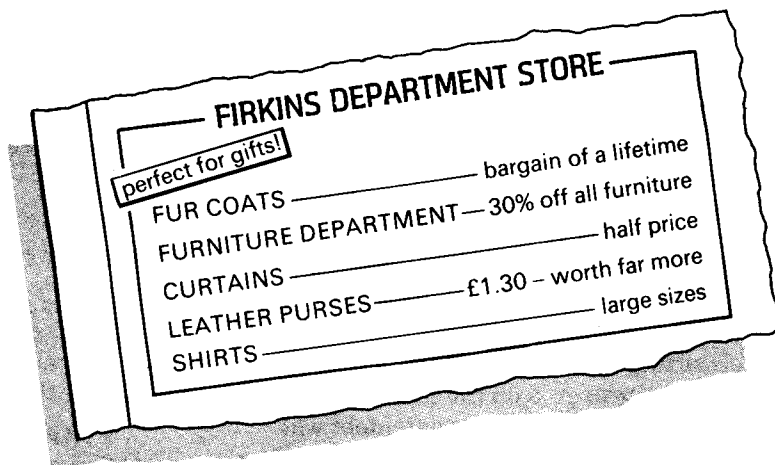 FIRKINS DEPARTMENT STORE
perfect for gifts!
FUR COATS bargain of a lifetime
FURNITURE DEPARTMENT 30% off all furniture
CURTAINS half price
LEATHER PURSES £1.30 – worth far more
SHIRTS large sizes